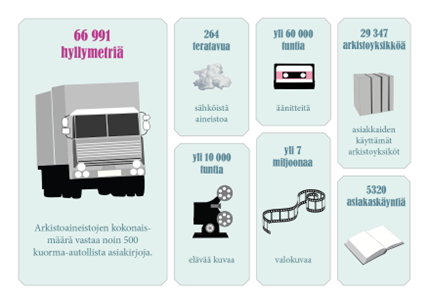 66 991
hyllymetriä
Arkistoaineistojen kokonais-
määrä vastaa noin 500
kuorma-autollista asiakirjoja.
264
teratavua
sähköistä
aineistoa
yli 60 000
tuntia
äänitteitä
29 347
arkistoyksikköä
asiakkaiden
käyttämät
arkistoyksiköt
yli 10 000
tuntia
elävää kuvaa
yli 7
miljoonaa
valokuvaa
5320
asiakaskäyntiä